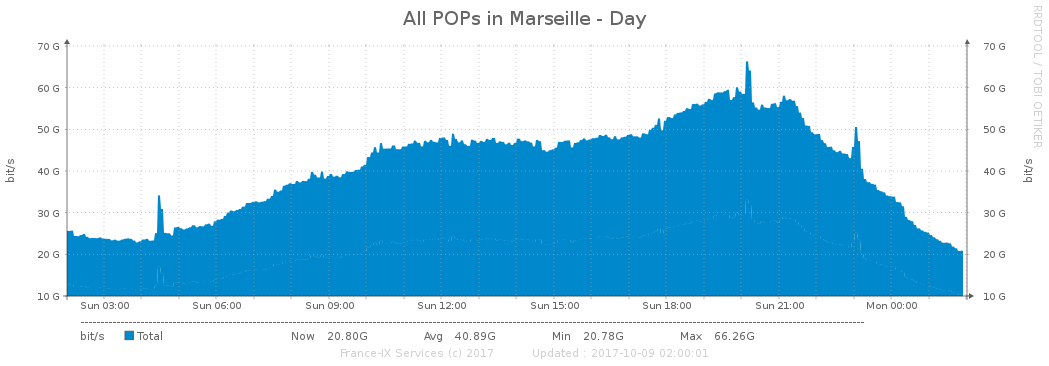 All POPs in Marseille - Day
RRDTOOL / TOBI OETIKER
70 G 70 G
60 G 60 G
50 G 50 G
40 G 40 G
30 G 30 G
20 G 20 G
10 G 10 G
bit/s
bit/s
Sun 03:00 Sun 06:00 Sun 09:00 Sun 12:00 Sun 15:00 Sun 18:00 Sun 21:00 Mon 00:00
bit/s Total Now 20.80G Avg 40.89G Min 20.78G Max 66.26G
France-IX Services (c) 2017 Updated : 2017-10-09 02:00:01